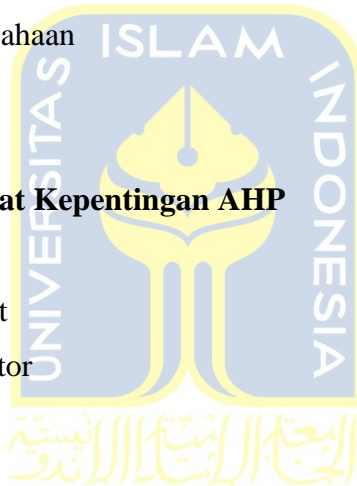 ahaan
UNIVERSITAS
ISLAM
INDONESIA
at Kepentingan AHP
t
tor